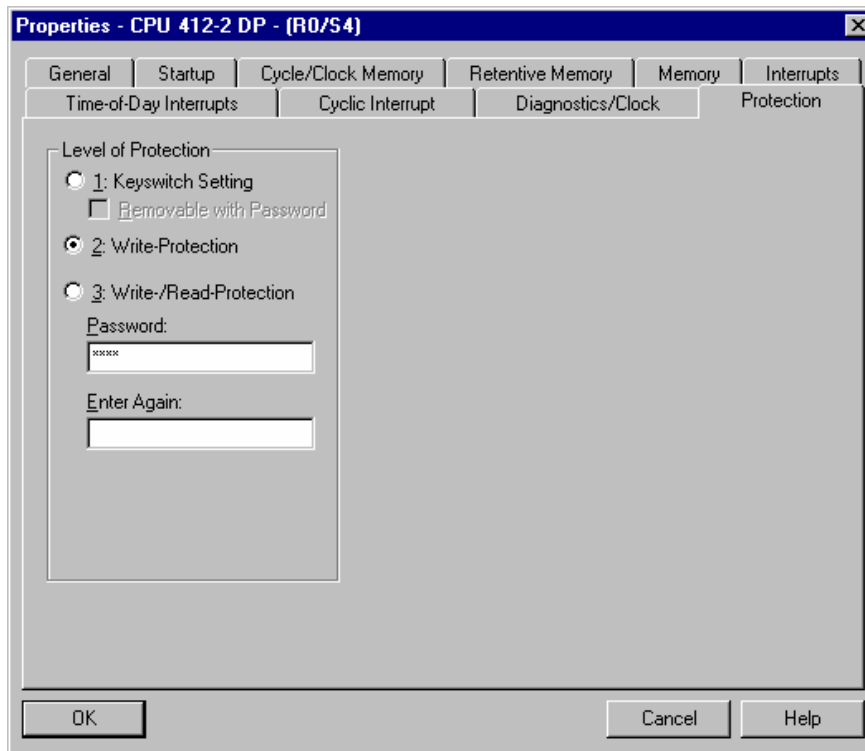 Properties - CPU 412-2 DP - (R0/S4)
General Startup Cycle/Clock Memory Retentive Memory Memory Interrupts
Time-of-Day Interrupts Cyclic Interrupt Diagnostics/Clock Protection
Level of Protection
1: Keyswitch Setting
Removable with Password
2: Write-Protection
3: Write-/Read-Protection
Password:
****
Enter Again:
OK Cancel Help